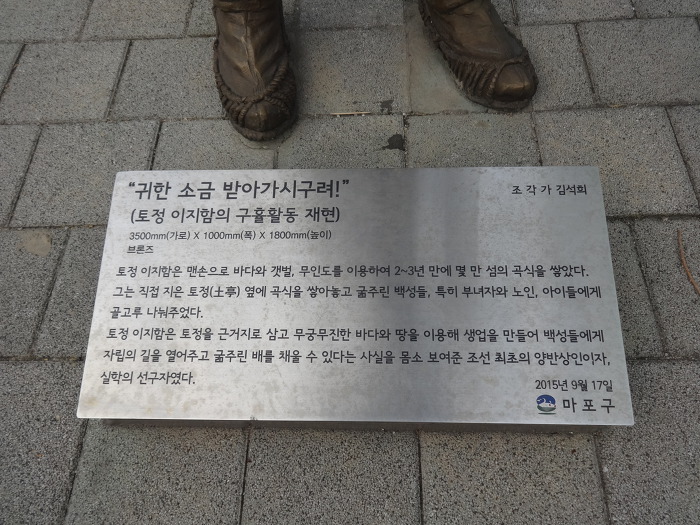 “귀한 소금 받아가시구려!”
조 각 가 김석희
(토정 이지함의 구휼활동 재현)
3500mm(가로) X 1000mm(폭) X 1800mm(높이)
브론즈
토정 이지함은 맨손으로 바다와 갯벌, 무인도를 이용하여 2~3년 만에 몇 만 섬의 곡식을 쌓았다.
그는 직접 지은 토정(土亭) 옆에 곡식을 쌓아놓고 굶주린 백성들, 특히 부녀자와 노인, 아이들에게
골고루 나눠주었다.
토정 이지함은 토정을 근거지로 삼고 무궁무진한 바다와 땅을 이용해 생업을 만들어 백성들에게
자립의 길을 열어주고 굶주린 배를 채울 수 있다는 사실을 몸소 보여준 조선 최초의 양반상인이자,
실학의 선구자였다.
2015년 9월 17일
마 포 구